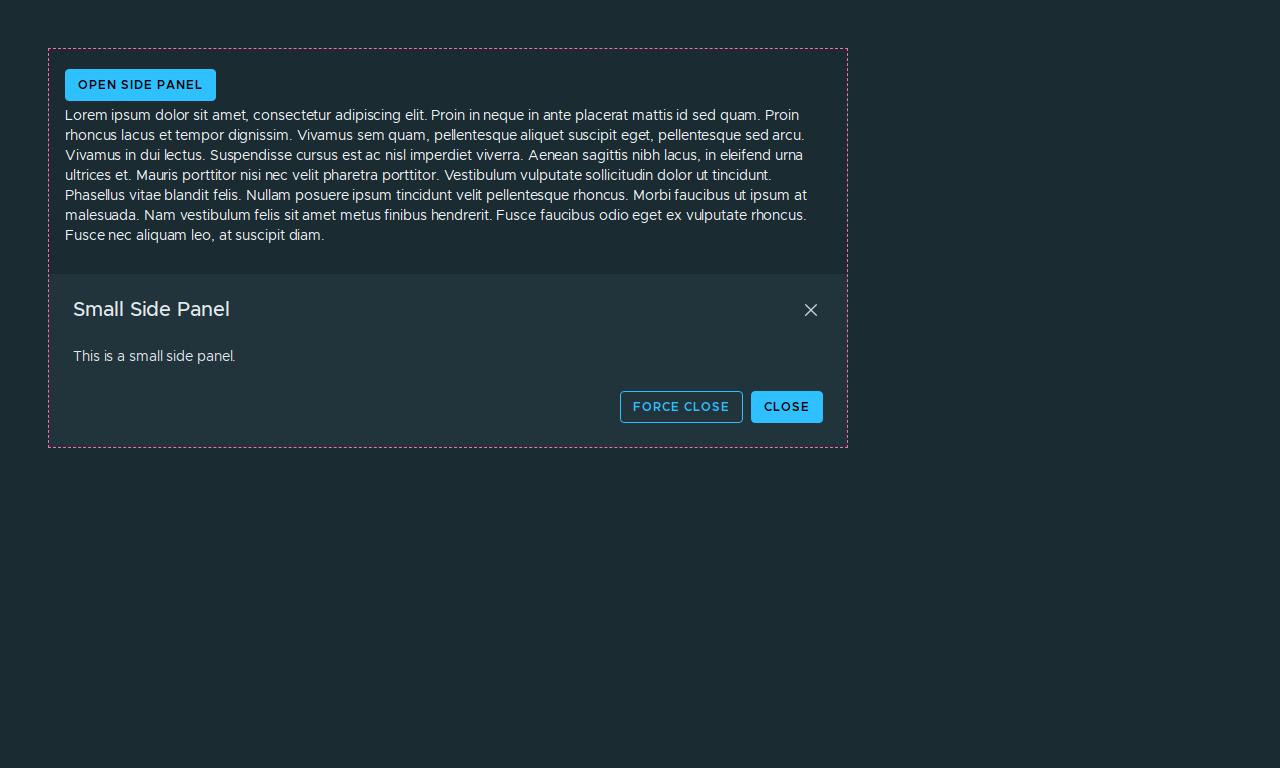 OPEN SIDE PANEL
Lorem ipsum dolor sit amet, consectetur adipiscing elit. Proin in neque in ante placerat mattis id sed quam. Proin
rhoncus lacus et tempor dignissim. Vivamus sem quam, pellentesque aliquet suscipit eget, pellentesque sed arcu.
Vivamus in dui lectus. Suspendisse cursus est ac nisl imperdiet viverra. Aenean sagittis nibh lacus, in eleifend urna
ultrices et. Mauris porttitor nisi nec velit pharetra porttitor. Vestibulum vulputate sollicitudin dolor ut tincidunt.
Phasellus vitae blandit felis. Nullam posuere ipsum tincidunt velit pellentesque rhoncus. Morbi faucibus ut ipsum at
malesuada. Nam vestibulum felis sit amet metus finibus hendrerit. Fusce faucibus odio eget ex vulputate rhoncus.
Fusce nec aliquam leo, at suscipit diam.
Small Side Panel
This is a small side panel.
FORCE CLOSE
CLOSE